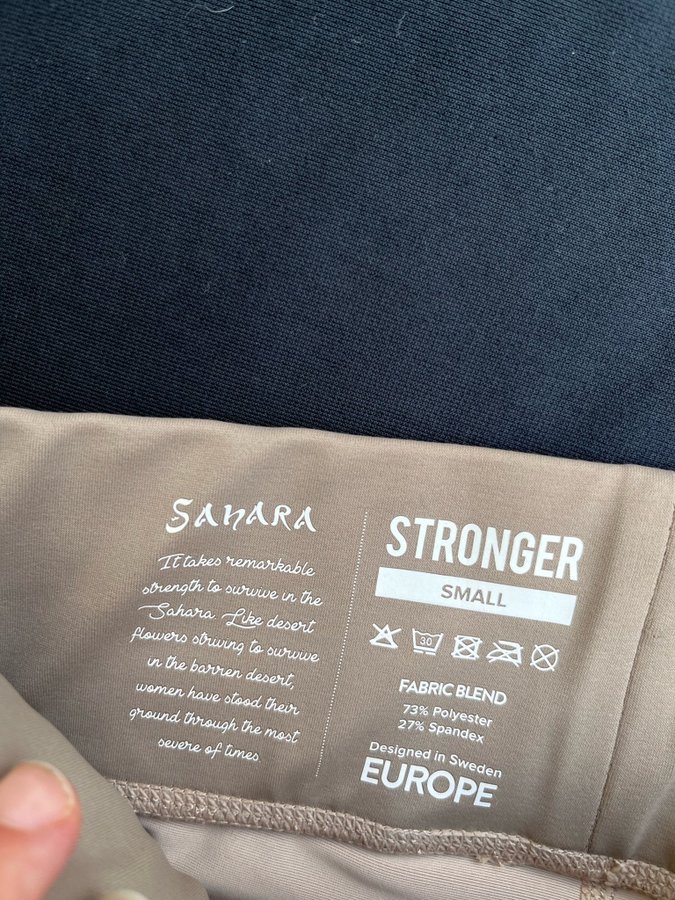 SAHARA
It takes remarkable
strength to survive in the
Sahara. Like desert
flowers striving to survive
in the barren desert,
women have stood their
ground through the most
severe of times
STRONGER
SMALL
30
FABRIC BLEND
73% Polyester
27% Spandex
Designed in Sweden
EUROPE